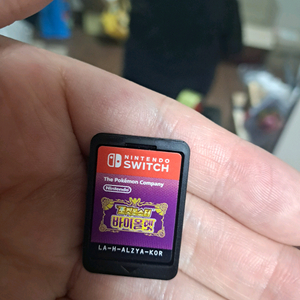 NINTENDO
SWITCH
The Pokémon Company
Nintendo
포켓몬스터
바이올렛
LA-H-ALZYA-KOR